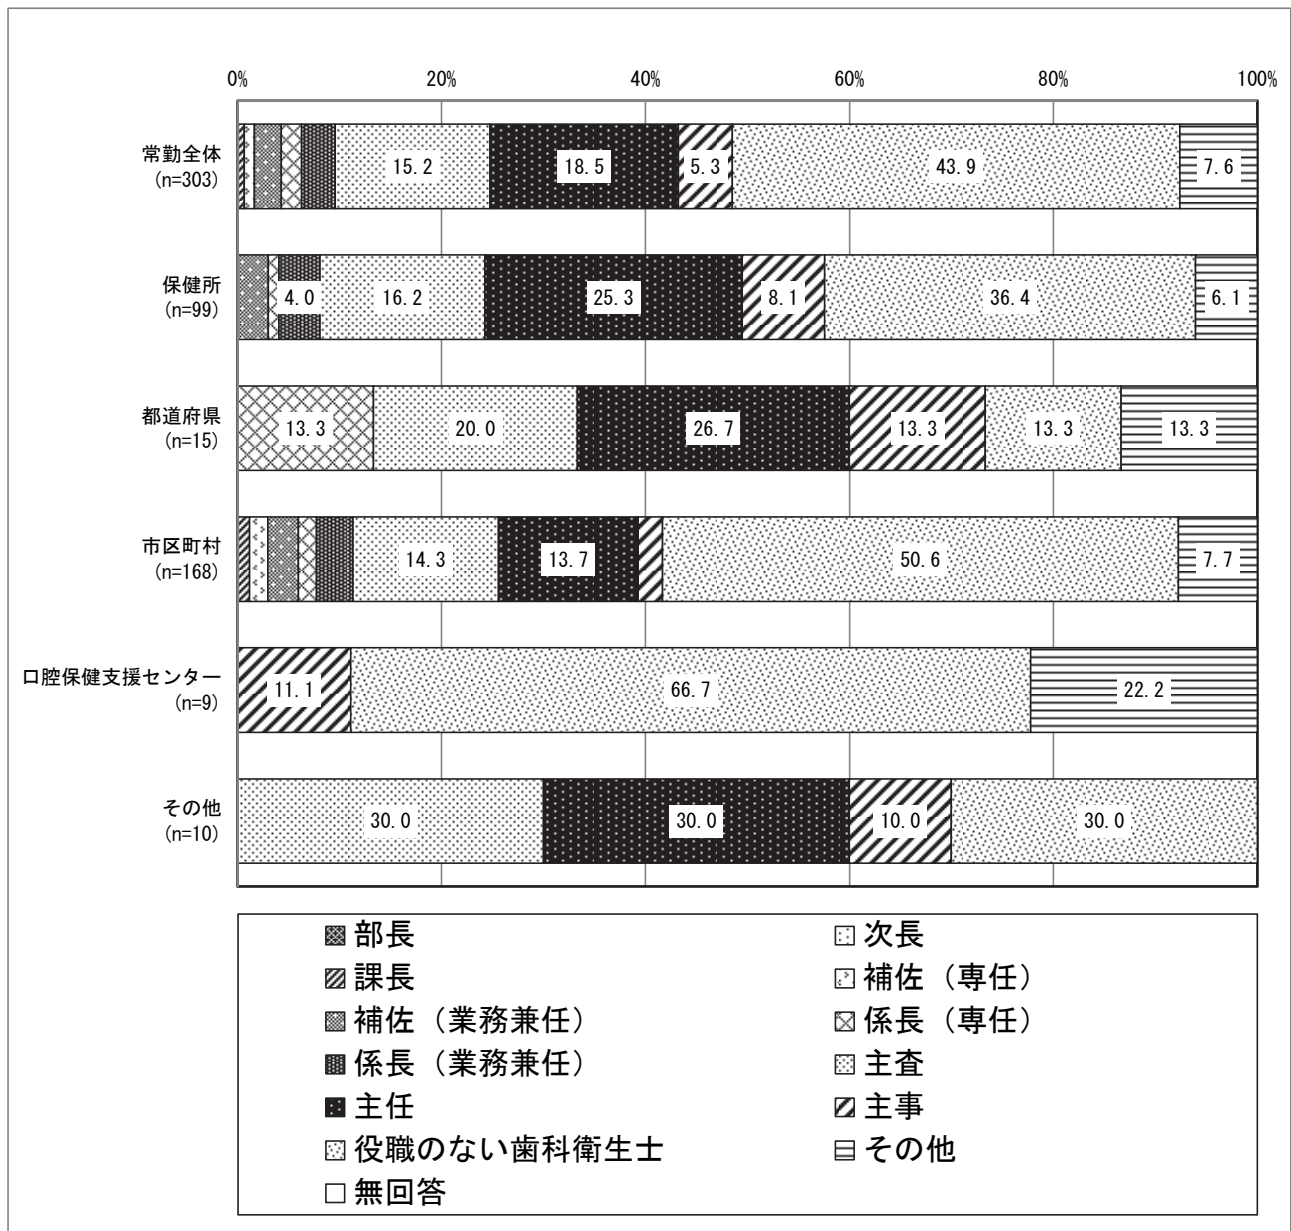 0% 20% 40% 60% 80% 100%
常勤全体
(n=303)
15.2 18.5 5.3 43.9 7.6
保健所
(n=99)
4.0 16.2 25.3 8.1 36.4 6.1
都道府県
(n=15)
13.3 20.0 26.7 13.3 13.3 13.3
市区町村
(n=168)
14.3 13.7 50.6 7.7
口腔保健支援センター
(n=9)
11.1 66.7 22.2
その他
(n=10)
30.0 30.0 10.0 30.0
部長 次長
課長 補佐（専任）
補佐（業務兼任） 係長（専任）
係長（業務兼任） 主査
主任 主事
役職のない歯科衛生士 その他
無回答